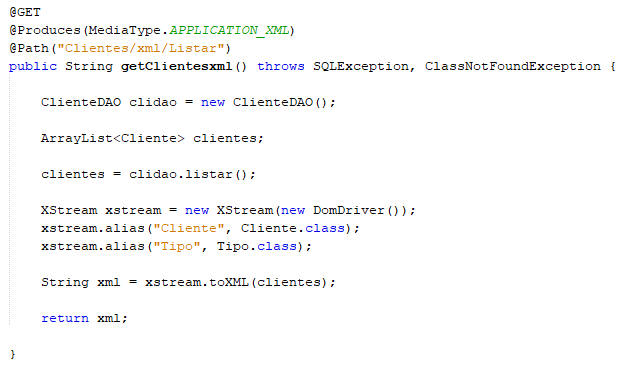 @GET
@Produces(MediaType.APPLICATION_XML)
@Path("Clientes/xml/Listar")
public String getClientesxml() throws SQLException, ClassNotFoundException {
ClienteDAO clidao = new ClienteDAO();
ArrayList<Cliente> clientes;
clientes = clidao.listar();
XStream xstream = new XStream(new DomDriver());
xstream.alias("Cliente", Cliente.class);
xstream.alias("Tipo", Tipo.class);
String xml = xstream.toXML(clientes);
return xml;
}